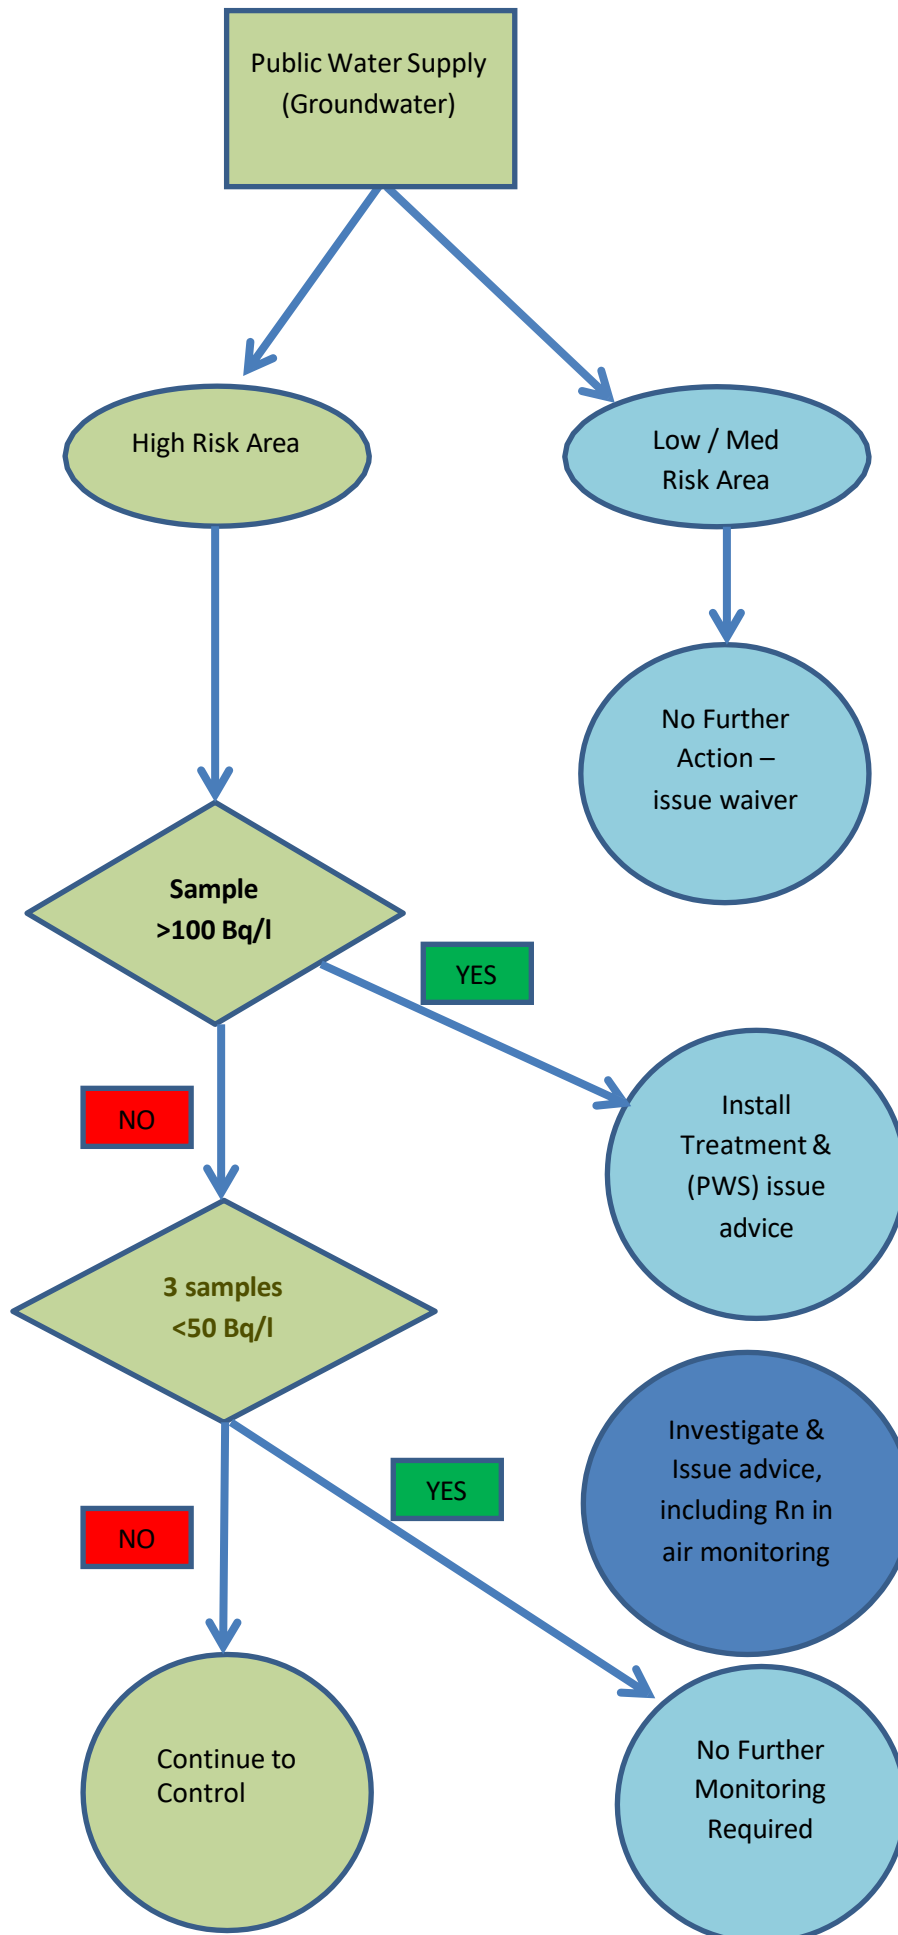 Public Water Supply
(Groundwater)
High Risk Area
Low / Med
Risk Area
No Further
Action –
issue waiver
Sample
>100 Bq/l
YES
NO
Install
Treatment &
(PWS) issue
advice
3 samples
<50 Bq/l
Investigate &
Issue advice,
including Rn in
air monitoring
YES
NO
Continue to
Control
No Further
Monitoring
Required